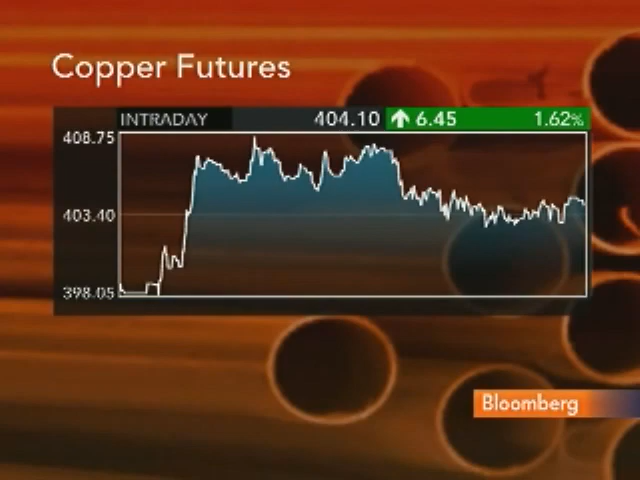 Copper Futures
INTRADAY 404.10 6.45 1.62%
408.75
403.40
398.05
Bloomberg